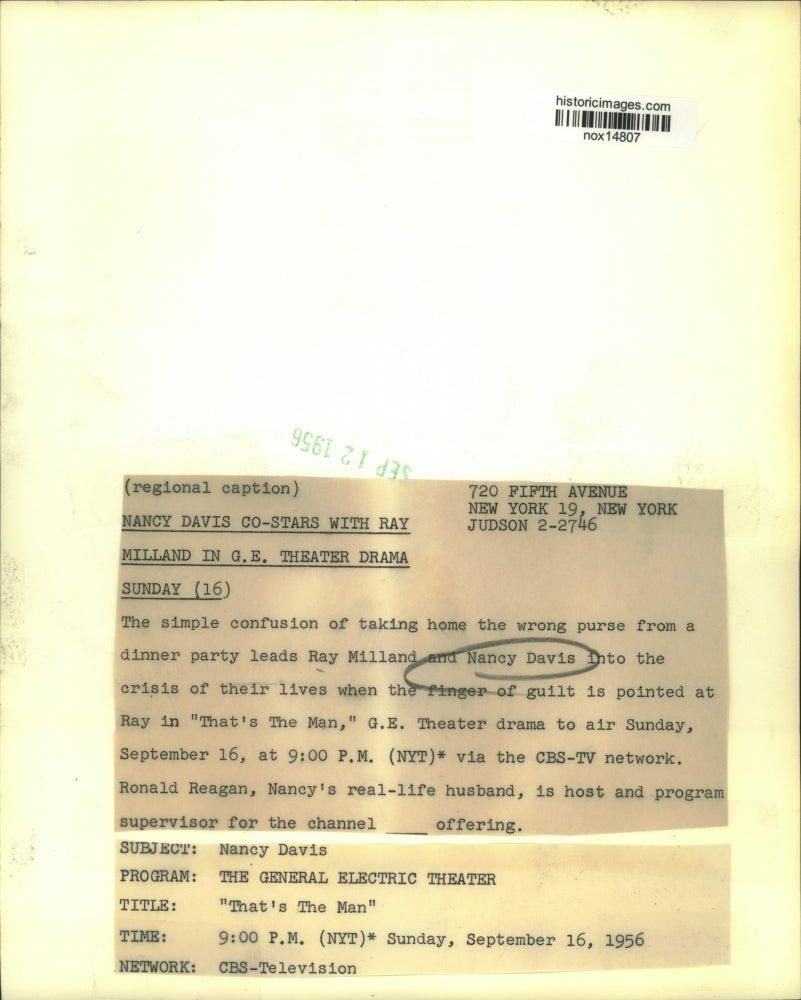 historicimages.com
nox14807
SEP 12 1956
(regional caption)
720 FIFTH AVENUE
NEW YORK 19, NEW YORK
JUDSON 2-2746
NANCY DAVIS CO-STARS WITH RAY
MILLAND IN G.E. THEATER DRAMA
SUNDAY (16)
The simple confusion of taking home the wrong purse from a
dinner party leads Ray Milland and Nancy Davis into the
crisis of their lives when the finger of guilt is pointed at
Ray in "That's The Man," G.E. Theater drama to air Sunday,
September 16, at 9:00 P.M. (NYT)* via the CBS-TV network.
Ronald Reagan, Nancy's real-life husband, is host and program
supervisor for the channel ____ offering.
SUBJECT: Nancy Davis
PROGRAM: THE GENERAL ELECTRIC THEATER
TITLE: "That's The Man"
TIME: 9:00 P.M. (NYT)* Sunday, September 16, 1956
NETWORK: CBS-Television